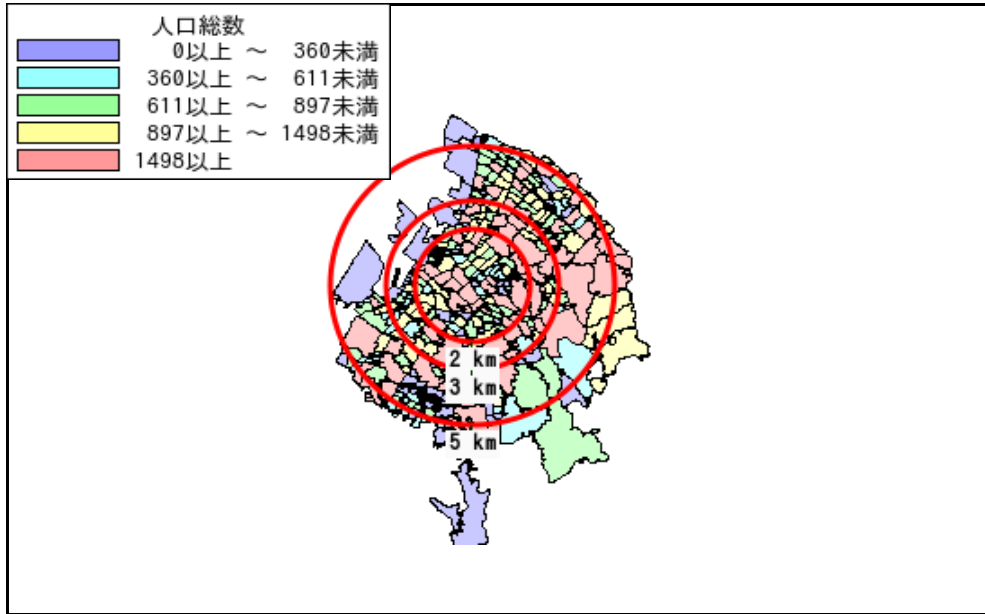 人口総数
0以上 ～ 360未満
360以上 ～ 611未満
611以上 ～ 897未満
897以上 ～ 1498未満
1498以上
2 km
3 km
5 km